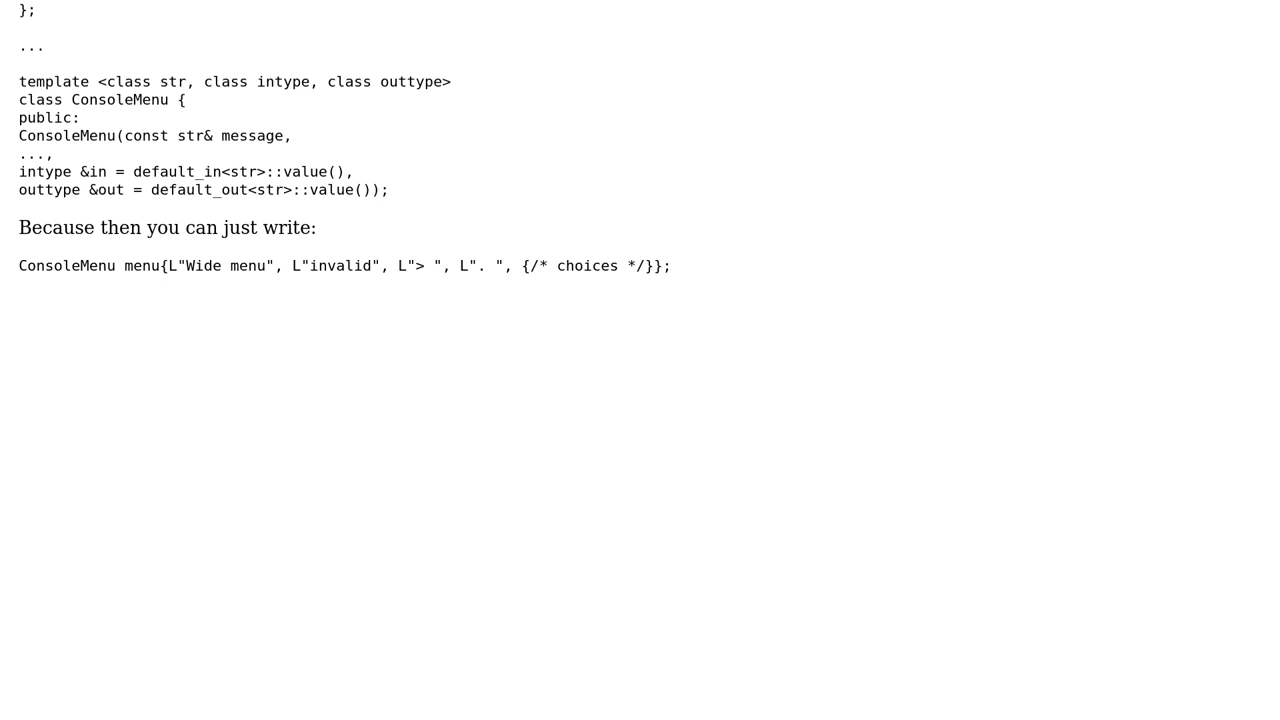 };
...
template <class str, class intype, class outtype>
class ConsoleMenu {
public:
ConsoleMenu(const str& message,
...,
intype &in = default_in<str>::value(),
outtype &out = default_out<str>::value());
Because then you can just write:
ConsoleMenu menu{L"Wide menu", L"invalid", L"> ", L". ", {/* choices */}};